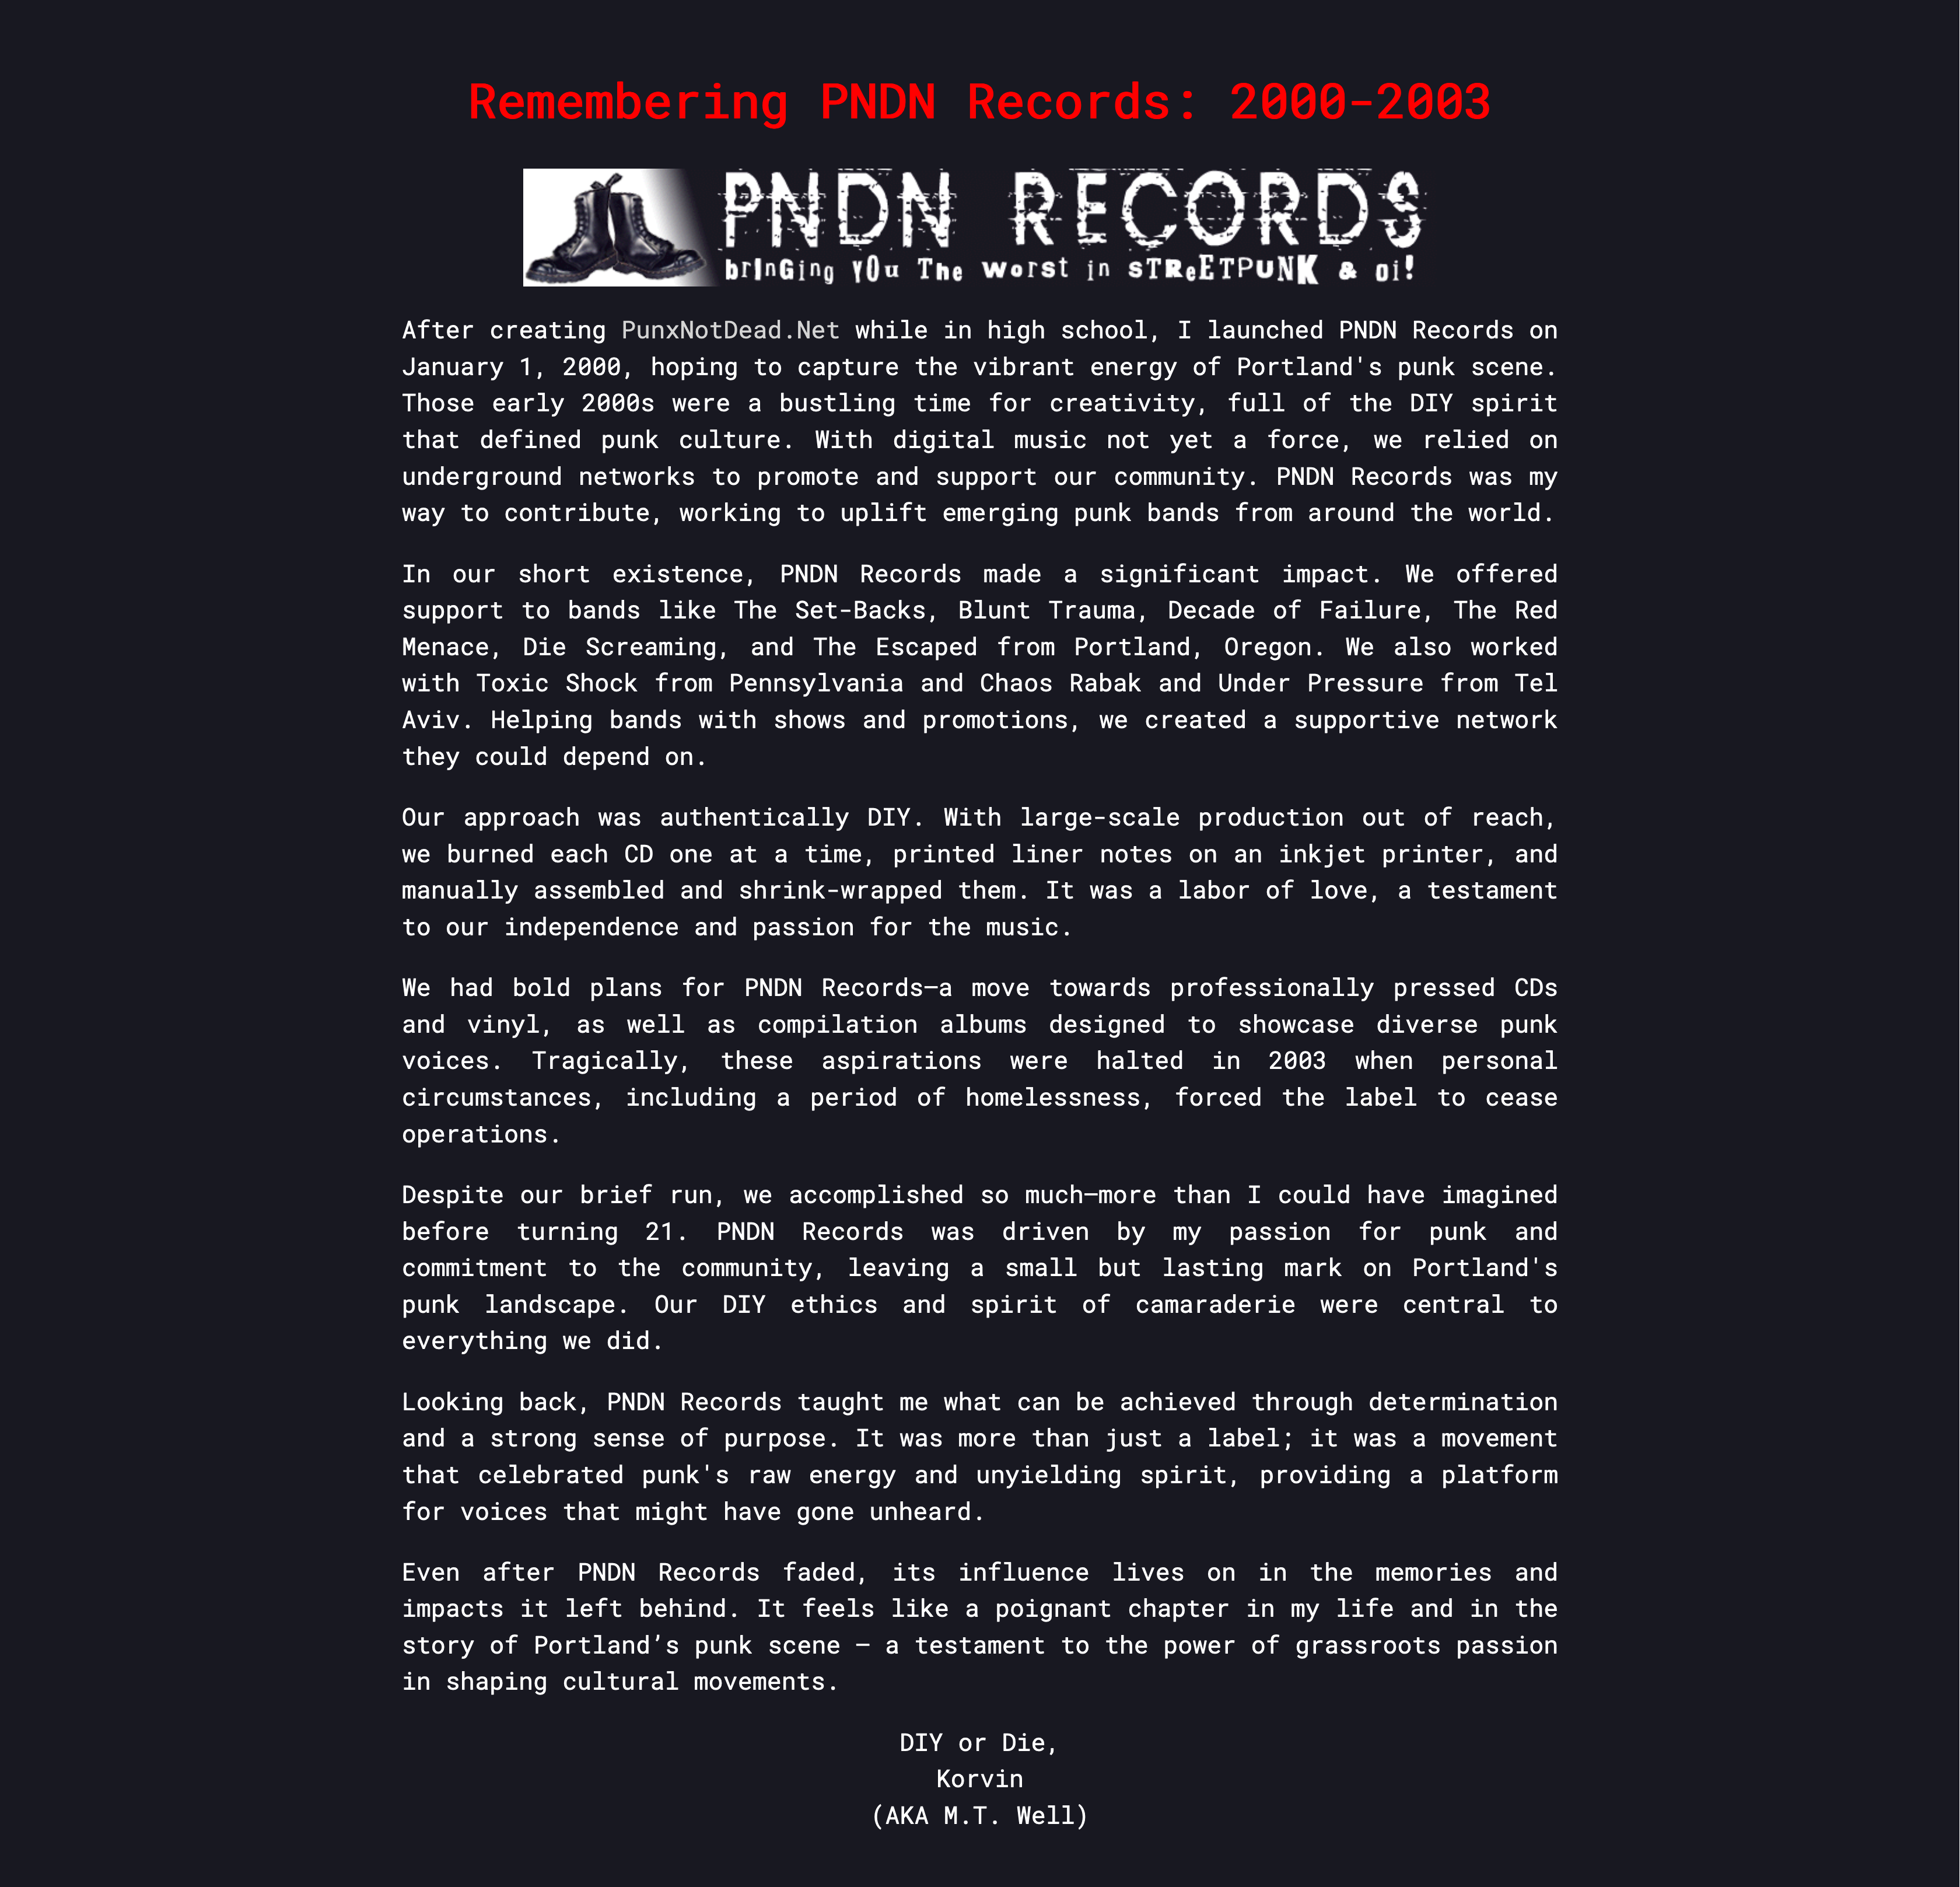 Remembering PNDN Records: 2000-2003
PNDN RECORDS
brInGing YOu The worst in STReETPUNK & oi!
After creating PunxNotDead.Net while in high school, I launched PNDN Records on
January 1, 2000, hoping to capture the vibrant energy of Portland's punk scene.
Those early 2000s were a bustling time for creativity, full of the DIY spirit
that defined punk culture. With digital music not yet a force, we relied on
underground networks to promote and support our community. PNDN Records was my
way to contribute, working to uplift emerging punk bands from around the world.
In our short existence, PNDN Records made a significant impact. We offered
support to bands like The Set-Backs, Blunt Trauma, Decade of Failure, The Red
Menace, Die Screaming, and The Escaped from Portland, Oregon. We also worked
with Toxic Shock from Pennsylvania and Chaos Rabak and Under Pressure from Tel
Aviv. Helping bands with shows and promotions, we created a supportive network
they could depend on.
Our approach was authentically DIY. With large-scale production out of reach,
we burned each CD one at a time, printed liner notes on an inkjet printer, and
manually assembled and shrink-wrapped them. It was a labor of love, a testament
to our independence and passion for the music.
We had bold plans for PNDN Records—a move towards professionally pressed CDs
and vinyl, as well as compilation albums designed to showcase diverse punk
voices. Tragically, these aspirations were halted in 2003 when personal
circumstances, including a period of homelessness, forced the label to cease
operations.
Despite our brief run, we accomplished so much—more than I could have imagined
before turning 21. PNDN Records was driven by my passion for punk and
commitment to the community, leaving a small but lasting mark on Portland's
punk landscape. Our DIY ethics and spirit of camaraderie were central to
everything we did.
Looking back, PNDN Records taught me what can be achieved through determination
and a strong sense of purpose. It was more than just a label; it was a movement
that celebrated punk's raw energy and unyielding spirit, providing a platform
for voices that might have gone unheard.
Even after PNDN Records faded, its influence lives on in the memories and
impacts it left behind. It feels like a poignant chapter in my life and in the
story of Portland’s punk scene — a testament to the power of grassroots passion
in shaping cultural movements.
DIY or Die,
Korvin
(AKA M.T. Well)